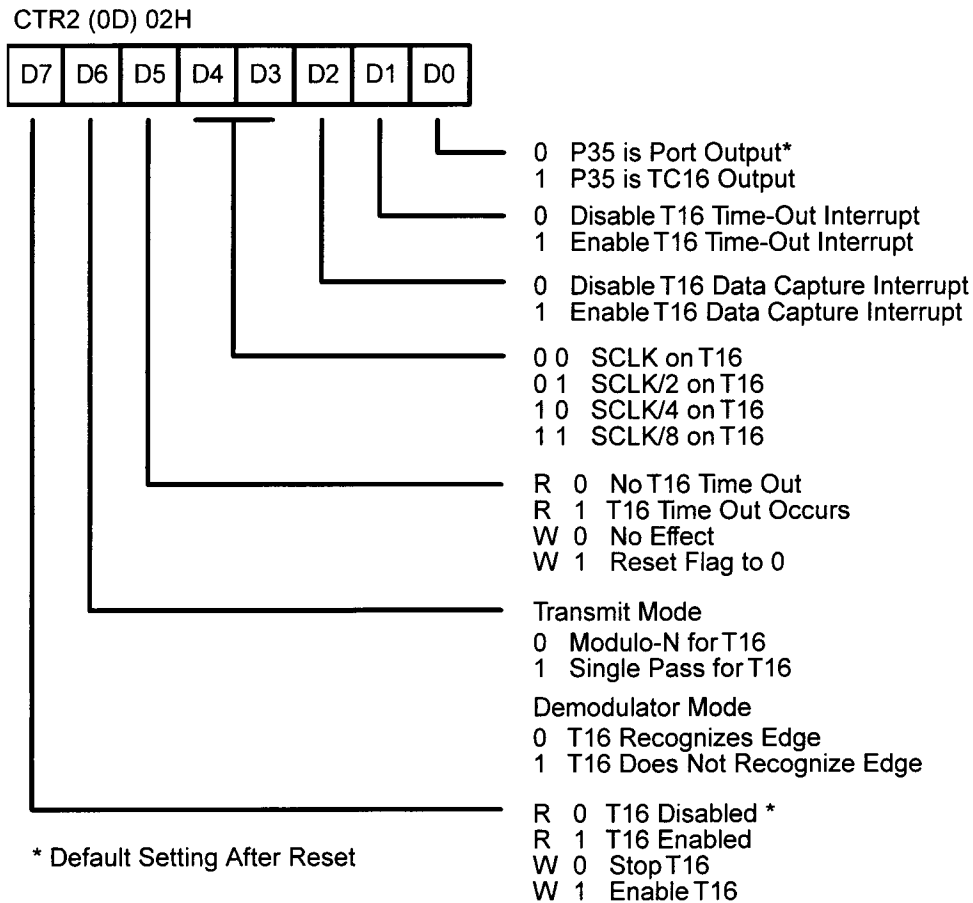 CTR2 (0D) 02H
D7 D6 D5 D4 D3 D2 D1 D0
0 P35 is Port Output*
1 P35 is TC16 Output
0 Disable T16 Time-Out Interrupt
1 Enable T16 Time-Out Interrupt
0 Disable T16 Data Capture Interrupt
1 Enable T16 Data Capture Interrupt
0 0 SCLK on T16
0 1 SCLK/2 on T16
1 0 SCLK/4 on T16
1 1 SCLK/8 on T16
R 0 No T16 Time Out
R 1 T16 Time Out Occurs
W 0 No Effect
W 1 Reset Flag to 0
Transmit Mode
0 Modulo-N for T16
1 Single Pass for T16
Demodulator Mode
0 T16 Recognizes Edge
1 T16 Does Not Recognize Edge
R 0 T16 Disabled *
R 1 T16 Enabled
W 0 Stop T16
W 1 Enable T16
* Default Setting After Reset